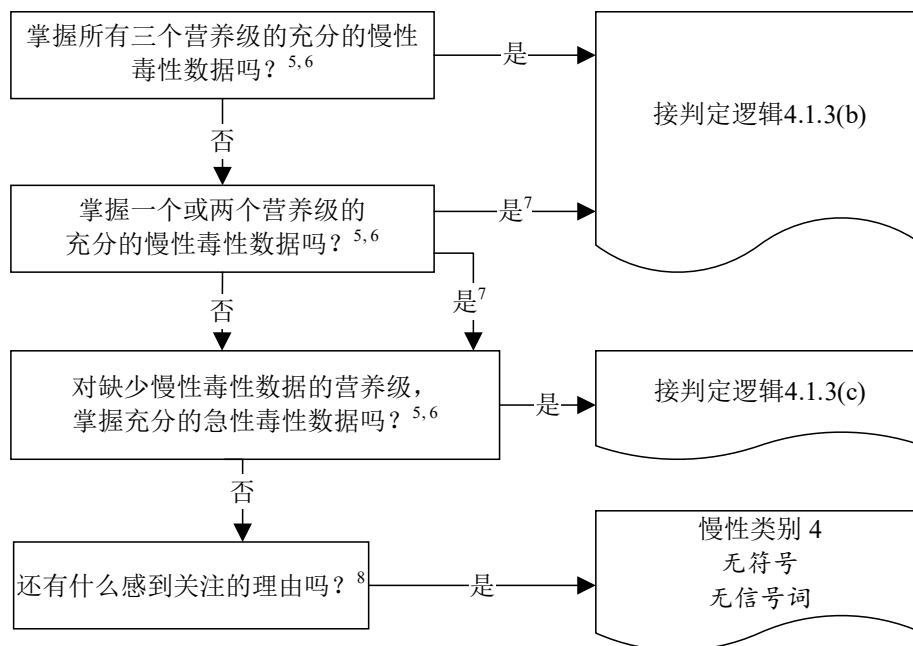 掌握所有三个营养级的充分的慢性
毒性数据吗？5, 6
是
接判定逻辑4.1.3(b)
否
掌握一个或两个营养级的
充分的慢性毒性数据吗？5, 6
是7
是7
否
对缺少慢性毒性数据的营养级，
掌握充分的急性毒性数据吗？5, 6
是
接判定逻辑4.1.3(c)
否
还有什么感到关注的理由吗？8
是
慢性类别 4
无符号
无信号词